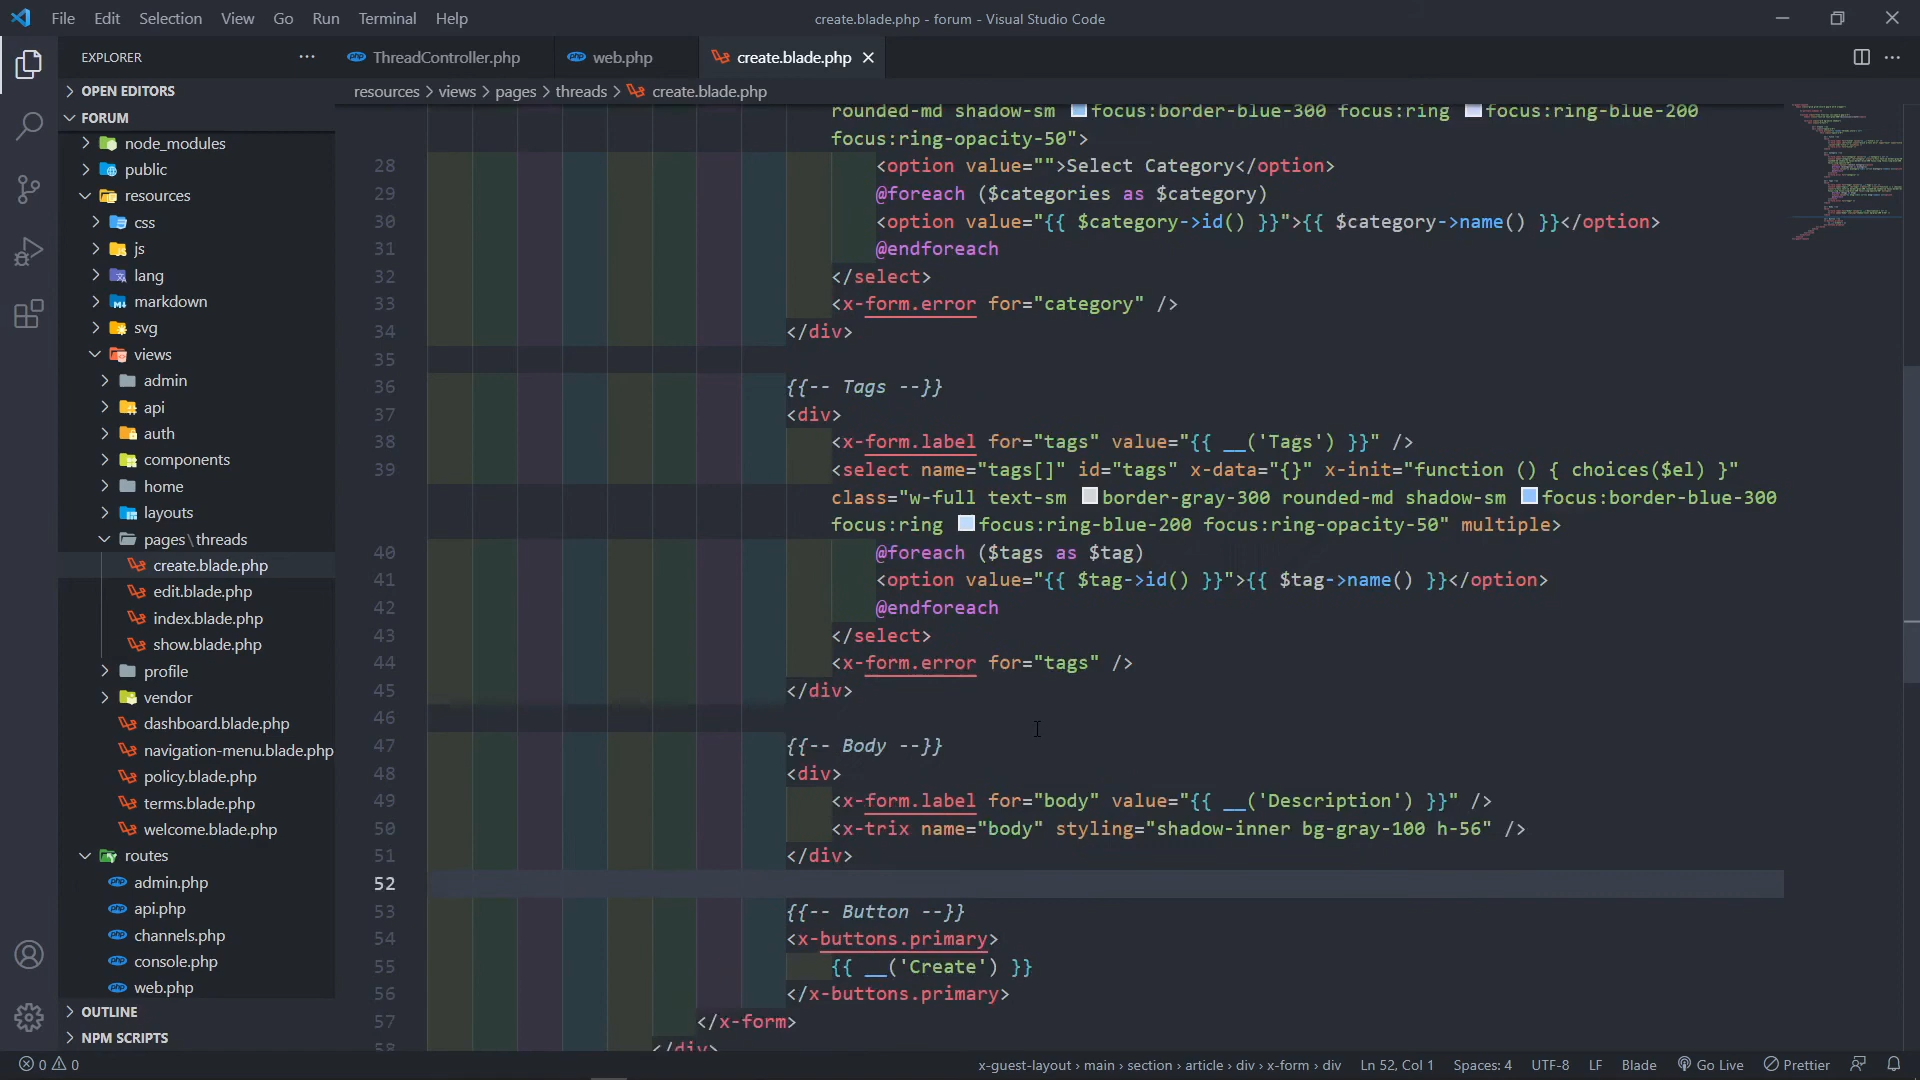 File Edit Selection View Go Run Terminal Help
create.blade.php - forum - Visual Studio Code
EXPLORER
ThreadController.php
web.php
create.blade.php
OPEN EDITORS
FORUM
node_modules
public
resources
css
js
lang
markdown
svg
views
admin
api
auth
components
home
layouts
pages\threads
create.blade.php
edit.blade.php
index.blade.php
show.blade.php
profile
vendor
dashboard.blade.php
navigation-menu.blade.php
policy.blade.php
terms.blade.php
welcome.blade.php
routes
admin.php
api.php
channels.php
console.php
web.php
OUTLINE
NPM SCRIPTS
resources > views > pages > threads > create.blade.php
rounded-md shadow-sm focus:border-blue-300 focus:ring focus:ring-blue-200
focus:ring-opacity-50">
28 <option value="">Select Category</option>
29 @foreach ($categories as $category)
30 <option value="{{ $category->id() }}">{{ $category->name() }}</option>
31 @endforeach
32 </select>
33 <x-form.error for="category" />
34 </div>
35
36 {{-- Tags --}}
37 <div>
38 <x-form.label for="tags" value="{{ __('Tags') }}" />
39 <select name="tags[]" id="tags" x-data="{}" x-init="function () { choices($el) }"
class="w-full text-sm border-gray-300 rounded-md shadow-sm focus:border-blue-300
focus:ring focus:ring-blue-200 focus:ring-opacity-50" multiple>
40 @foreach ($tags as $tag)
41 <option value="{{ $tag->id() }}">{{ $tag->name() }}</option>
42 @endforeach
43 </select>
44 <x-form.error for="tags" />
45 </div>
46
47 {{-- Body --}}
48 <div>
49 <x-form.label for="body" value="{{ __('Description') }}" />
50 <x-trix name="body" styling="shadow-inner bg-gray-100 h-56" />
51 </div>
52
53 {{-- Button --}}
54 <x-buttons.primary>
55 {{ __('Create') }}
56 </x-buttons.primary>
57 </x-form>
58 </div>
0 0
x-guest-layout > main > section > article > div > x-form > div
Ln 52, Col 1
Spaces: 4
UTF-8
LF
Blade
Go Live
Prettier